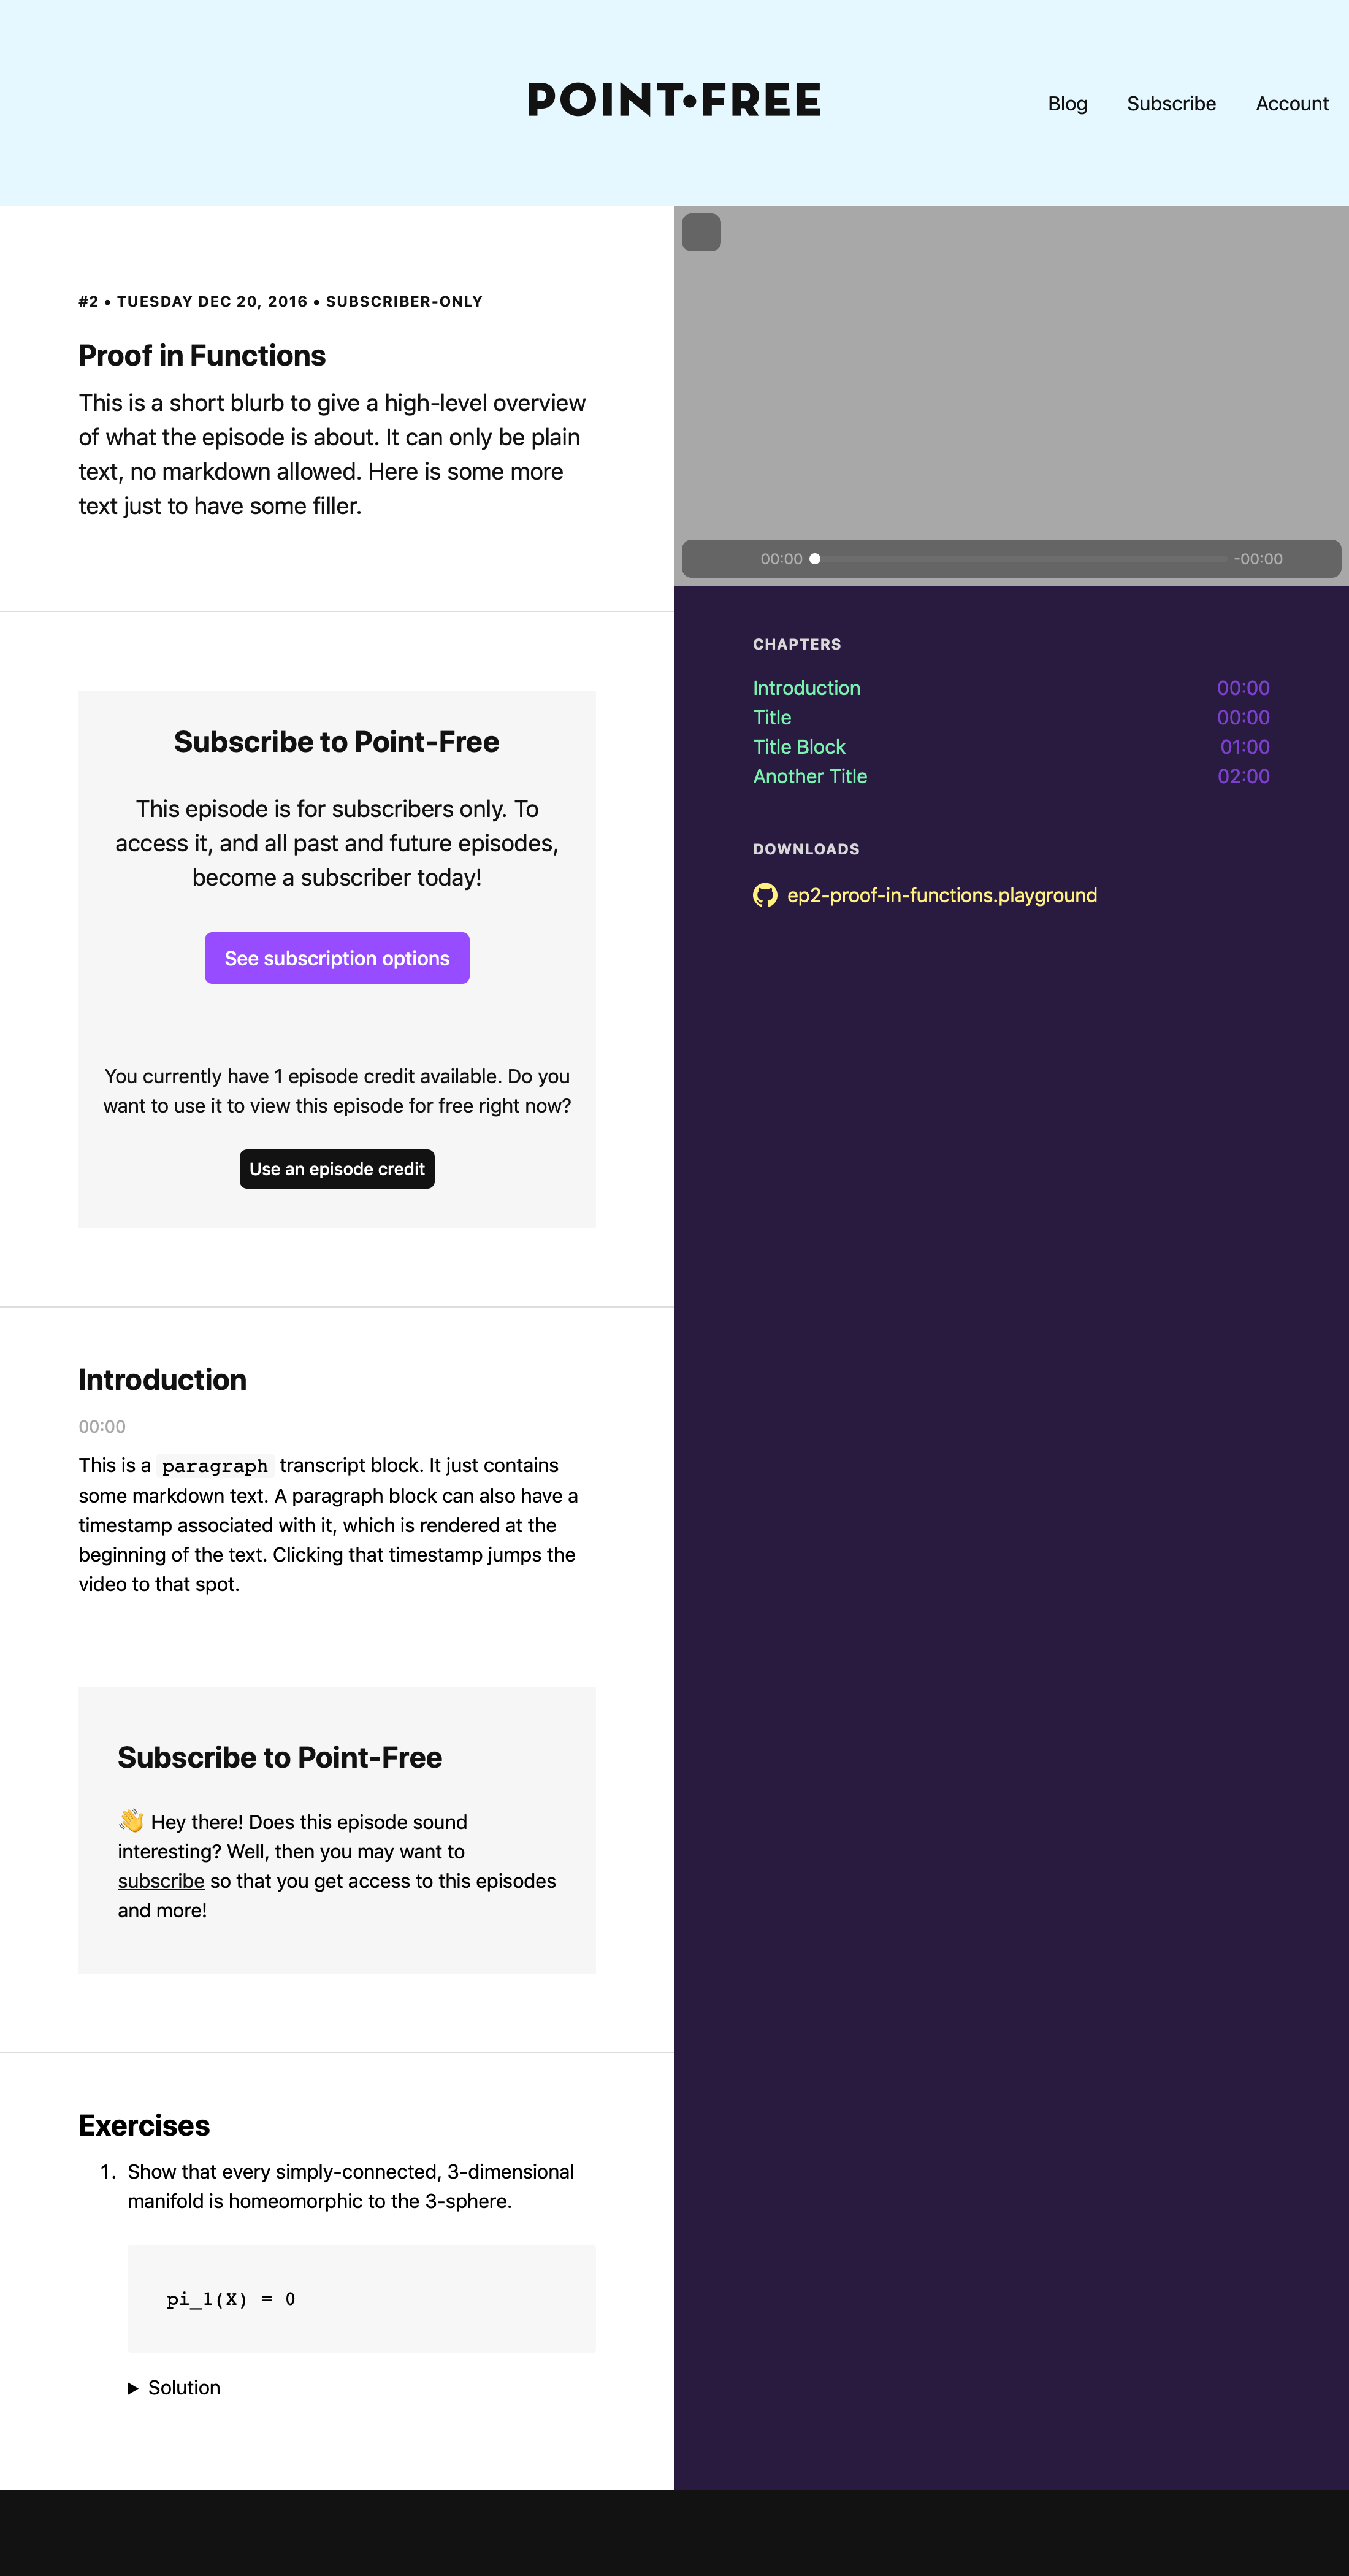 POINT•FREE
Blog Subscribe Account
#2 • TUESDAY DEC 20, 2016 • SUBSCRIBER-ONLY
Proof in Functions
This is a short blurb to give a high-level overview
of what the episode is about. It can only be plain
text, no markdown allowed. Here is some more
text just to have some filler.
00:00 -00:00
CHAPTERS
Introduction 00:00
Title 00:00
Title Block 01:00
Another Title 02:00
DOWNLOADS
ep2-proof-in-functions.playground
Subscribe to Point-Free
This episode is for subscribers only. To
access it, and all past and future episodes,
become a subscriber today!
See subscription options
You currently have 1 episode credit available. Do you
want to use it to view this episode for free right now?
Use an episode credit
Introduction
00:00
This is a paragraph transcript block. It just contains
some markdown text. A paragraph block can also have a
timestamp associated with it, which is rendered at the
beginning of the text. Clicking that timestamp jumps the
video to that spot.
Subscribe to Point-Free
👋 Hey there! Does this episode sound
interesting? Well, then you may want to
subscribe so that you get access to this episodes
and more!
Exercises
1. Show that every simply-connected, 3-dimensional
manifold is homeomorphic to the 3-sphere.
pi_1(X) = 0
▶ Solution